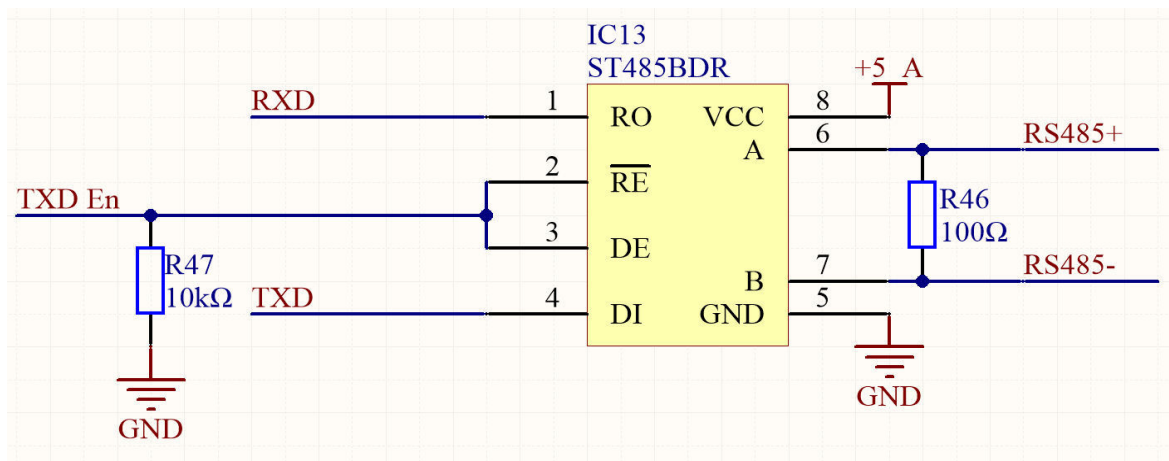 IC13
ST485BDR
+5 A
RXD
1
RO
VCC
8
A
6
RS485+
2
RE
TXD En
R46
100Ω
3
DE
R47
10kΩ
B
7
RS485-
TXD
4
DI
GND
5
GND
GND